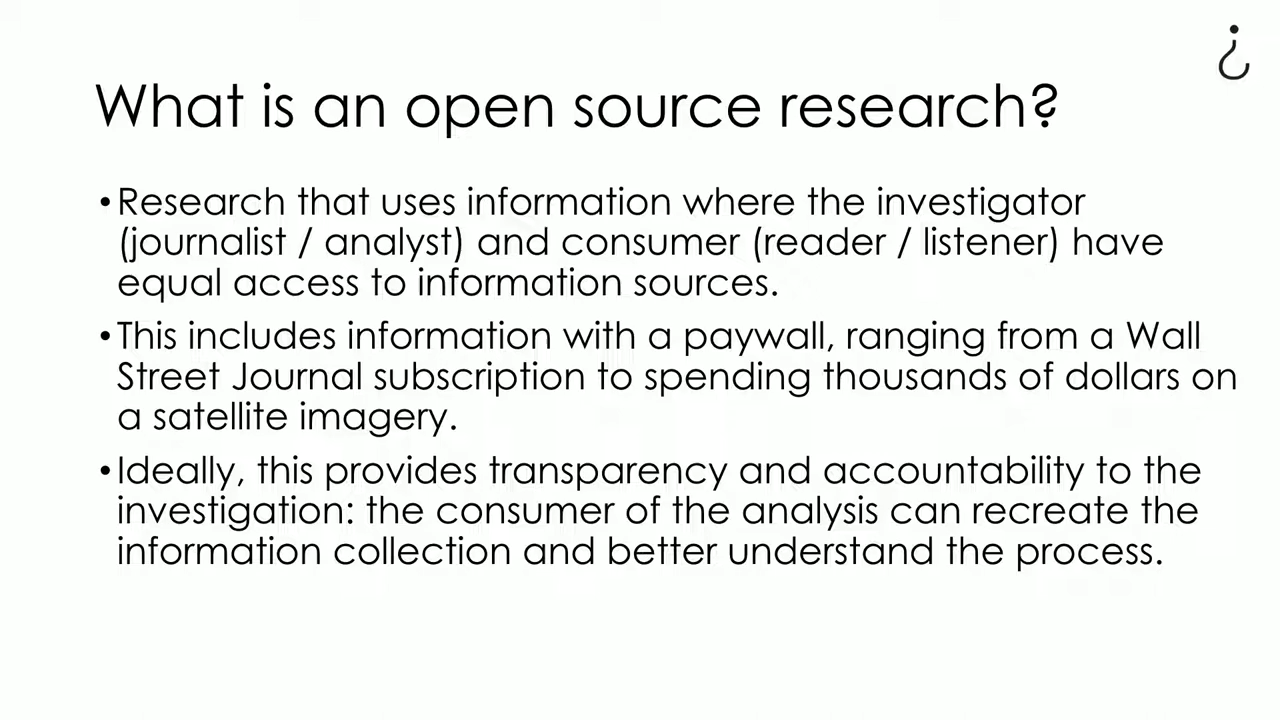 ¿
What is an open source research?
•Research that uses information where the investigator
(journalist / analyst) and consumer (reader / listener) have
equal access to information sources.
•This includes information with a paywall, ranging from a Wall
Street Journal subscription to spending thousands of dollars on
a satellite imagery.
•Ideally, this provides transparency and accountability to the
investigation: the consumer of the analysis can recreate the
information collection and better understand the process.